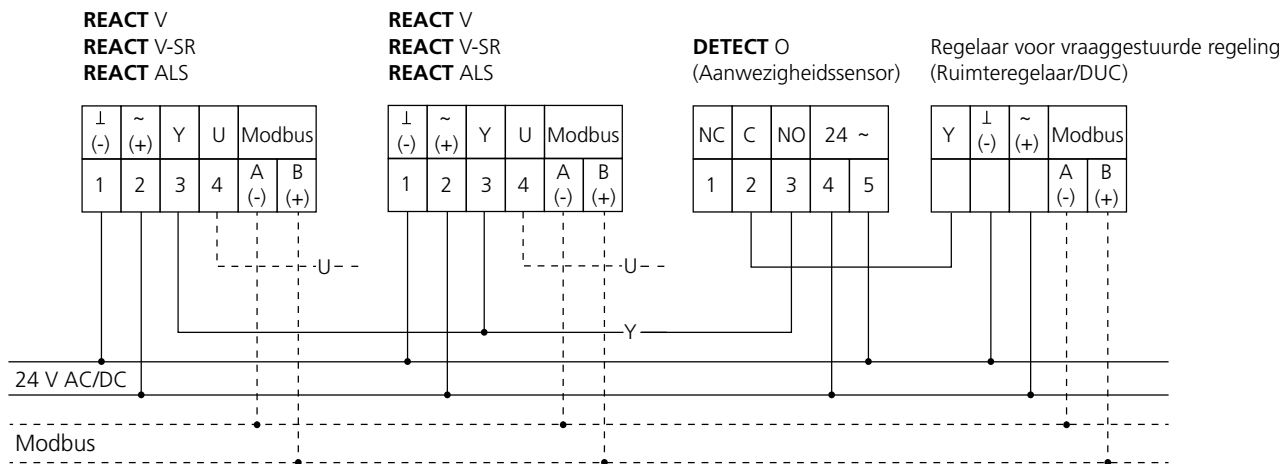 REACT V
REACT V-SR
REACT ALS
REACT V
REACT V-SR
REACT ALS
DETECT O
(Aanwezigheidssensor)
Regelaar voor vraaggestuurde regeling
(Ruimteregelaar/DUC)
⊥ (-) ~ (+) Y U Modbus
1 2 3 4 A (-) B (+)
⊥ (-) ~ (+) Y U Modbus
1 2 3 4 A (-) B (+)
NC C NO 24 ~
1 2 3 4 5
Y ⊥ (-) ~ (+) Modbus
A (-) B (+)
U
U
Y
24 V AC/DC
Modbus